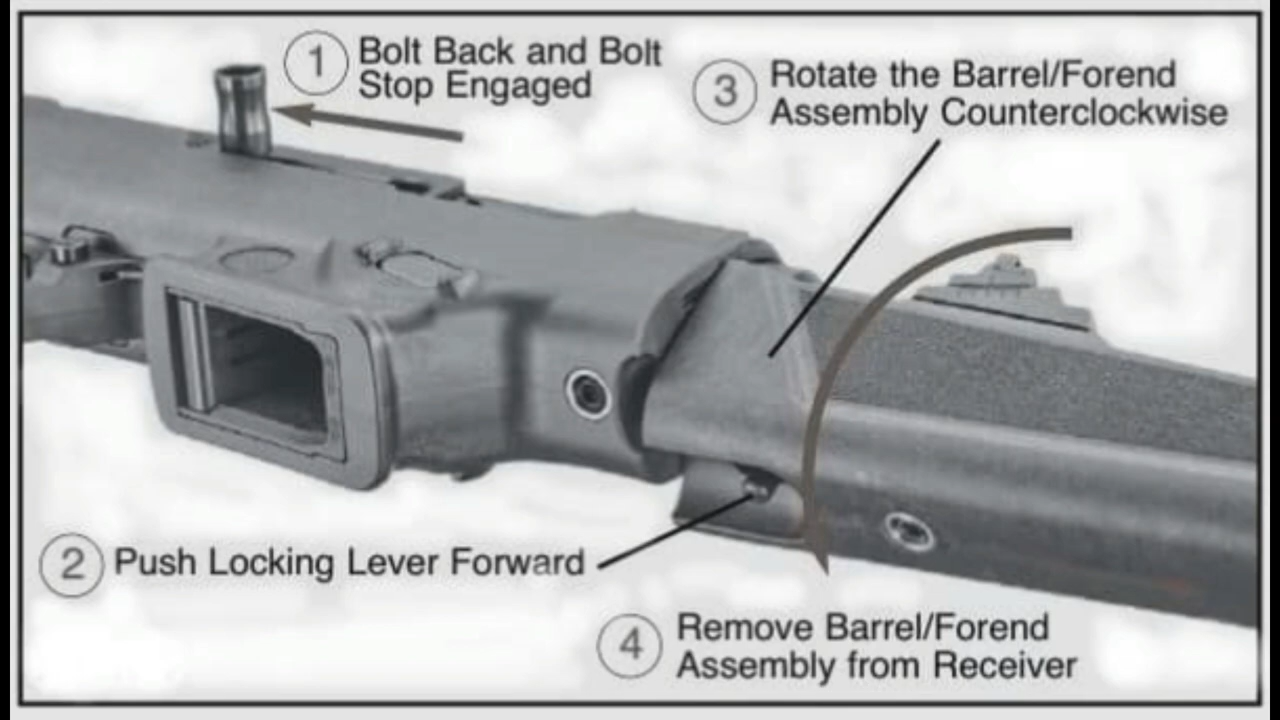 1 Bolt Back and Bolt
Stop Engaged
3 Rotate the Barrel/Forend
Assembly Counterclockwise
2 Push Locking Lever Forward
4 Remove Barrel/Forend
Assembly from Receiver